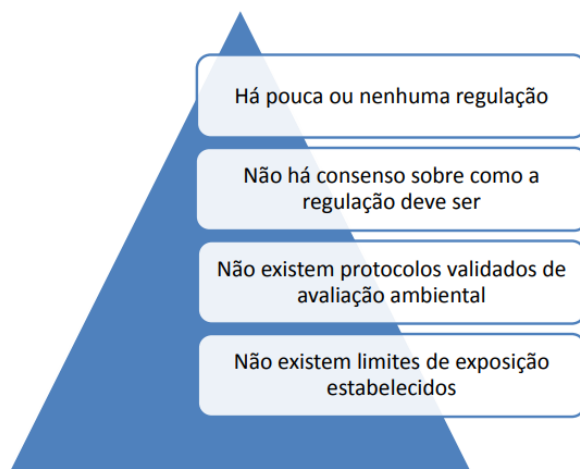 Há pouca ou nenhuma regulação
Não há consenso sobre como a
regulação deve ser
Não existem protocolos validados de
avaliação ambiental
Não existem limites de exposição
estabelecidos